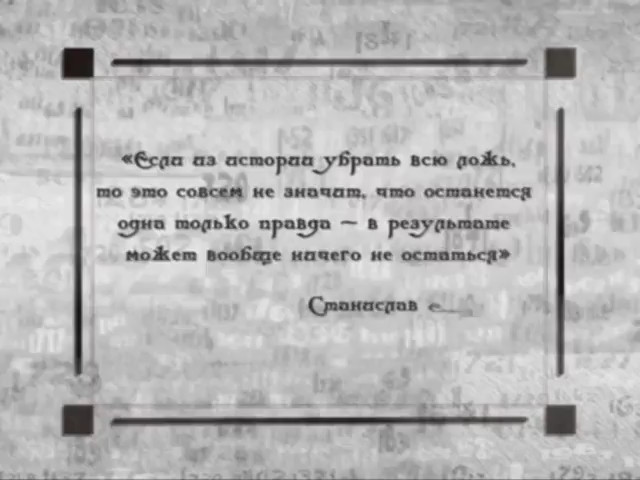 «Если из истории убрать всю ложь,
то это совсем не значит, что останется
одна только правда — в результате
может вообще ничего не остаться»
Станислав